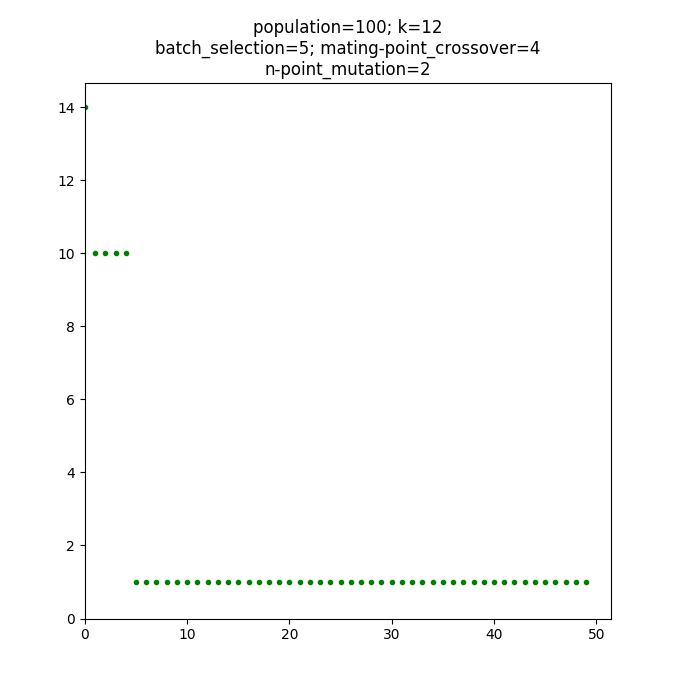 population=100; k=12
batch_selection=5; mating-point_crossover=4
n-point_mutation=2
14
12
10
8
6
4
2
0
0 10 20 30 40 50